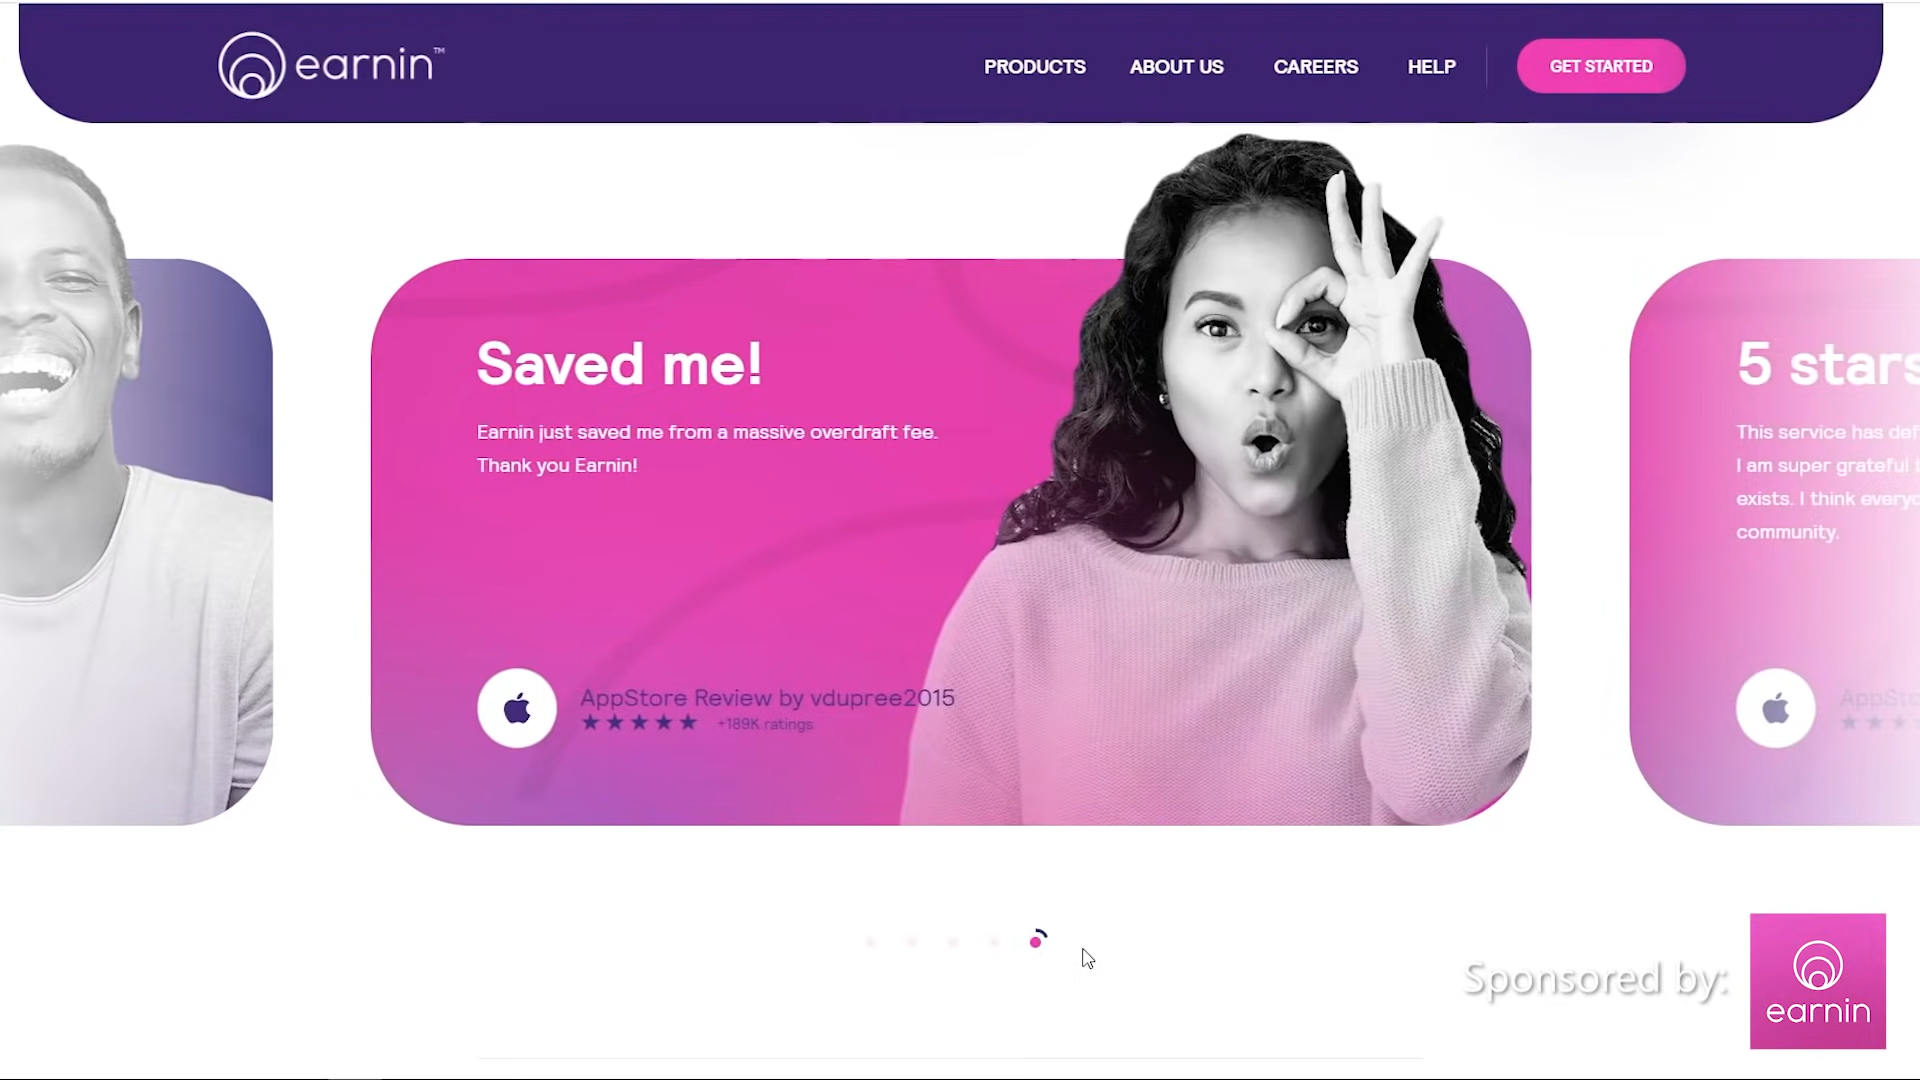 earnin™
PRODUCTS
ABOUT US
CAREERS
HELP
GET STARTED
Saved me!
Earnin just saved me from a massive overdraft fee.
Thank you Earnin!
AppStore Review by vdupree2015
+189K ratings
5 stars
This service has
I am super grateful
exists. I think
community.
Sponsored by:
earnin